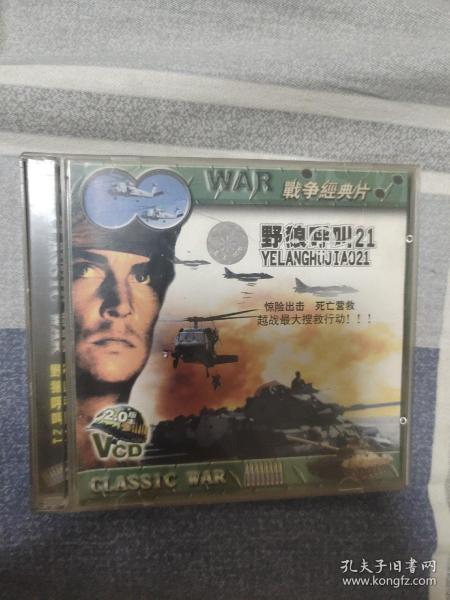 WAR
戰争經典片
野狼呼叫21
YELANGHUJIAO21
惊险出击 死亡营救
越战最大搜救行动！！！
2.0版
VCD
CLASSIC WAR
孔夫子旧书网
www.kongfz.com